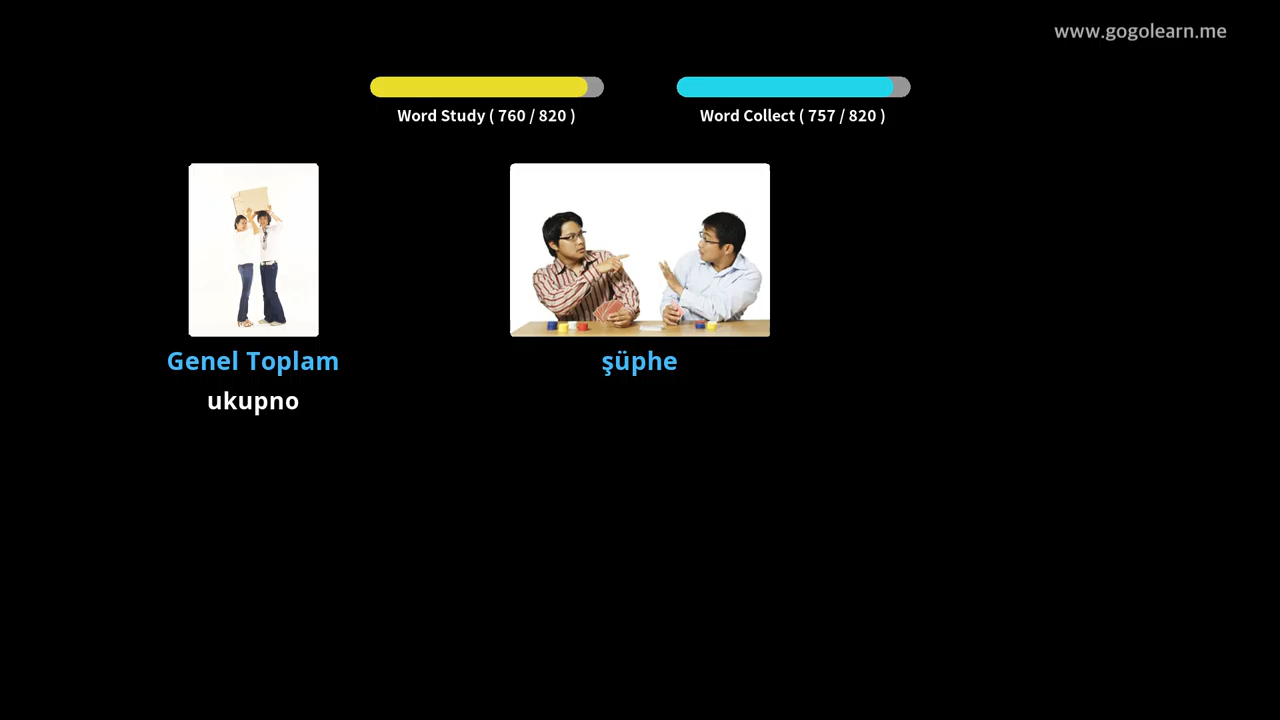 www.gogolearn.me
Word Study ( 760 / 820 )
Word Collect ( 757 / 820 )
Genel Toplam
ukupno
şüphe